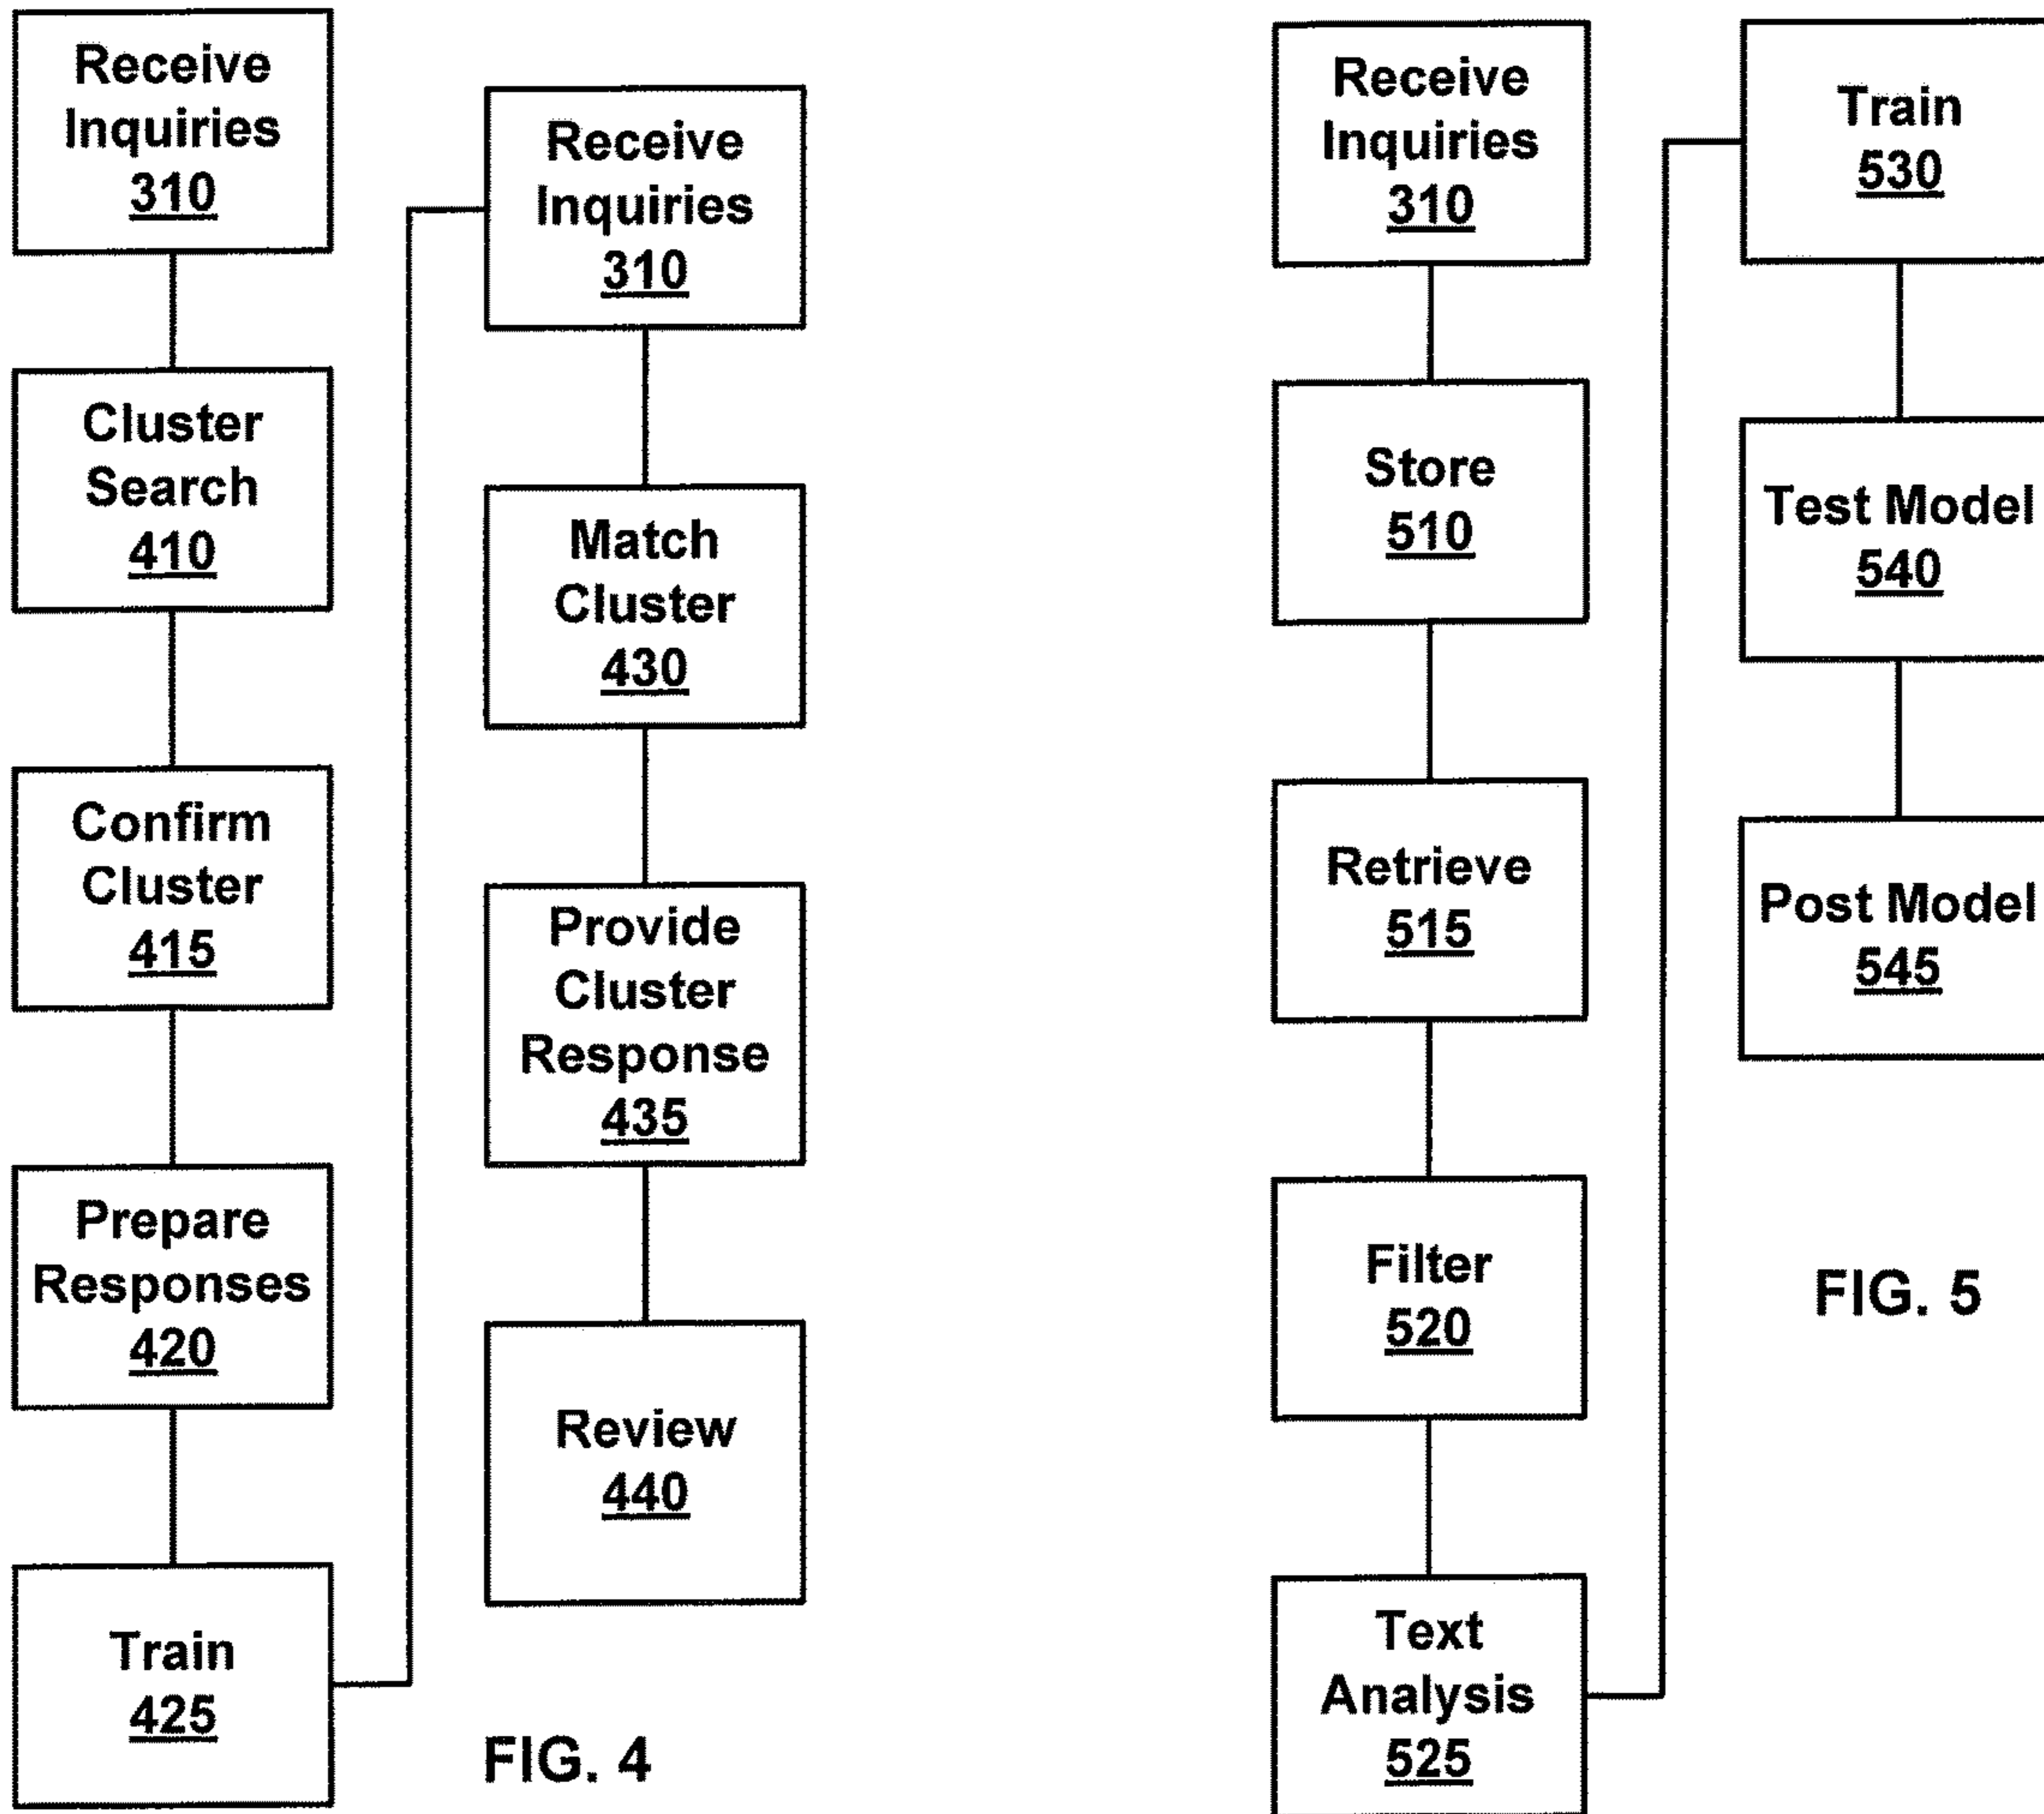 Receive
Inquiries
310
Cluster
Search
410
Confirm
Cluster
415
Prepare
Responses
420
Train
425
Receive
Inquiries
310
Match
Cluster
430
Provide
Cluster
Response
435
Review
440
FIG. 4
Receive
Inquiries
310
Store
510
Retrieve
515
Filter
520
Text
Analysis
525
Train
530
Test Model
540
Post Model
545
FIG. 5